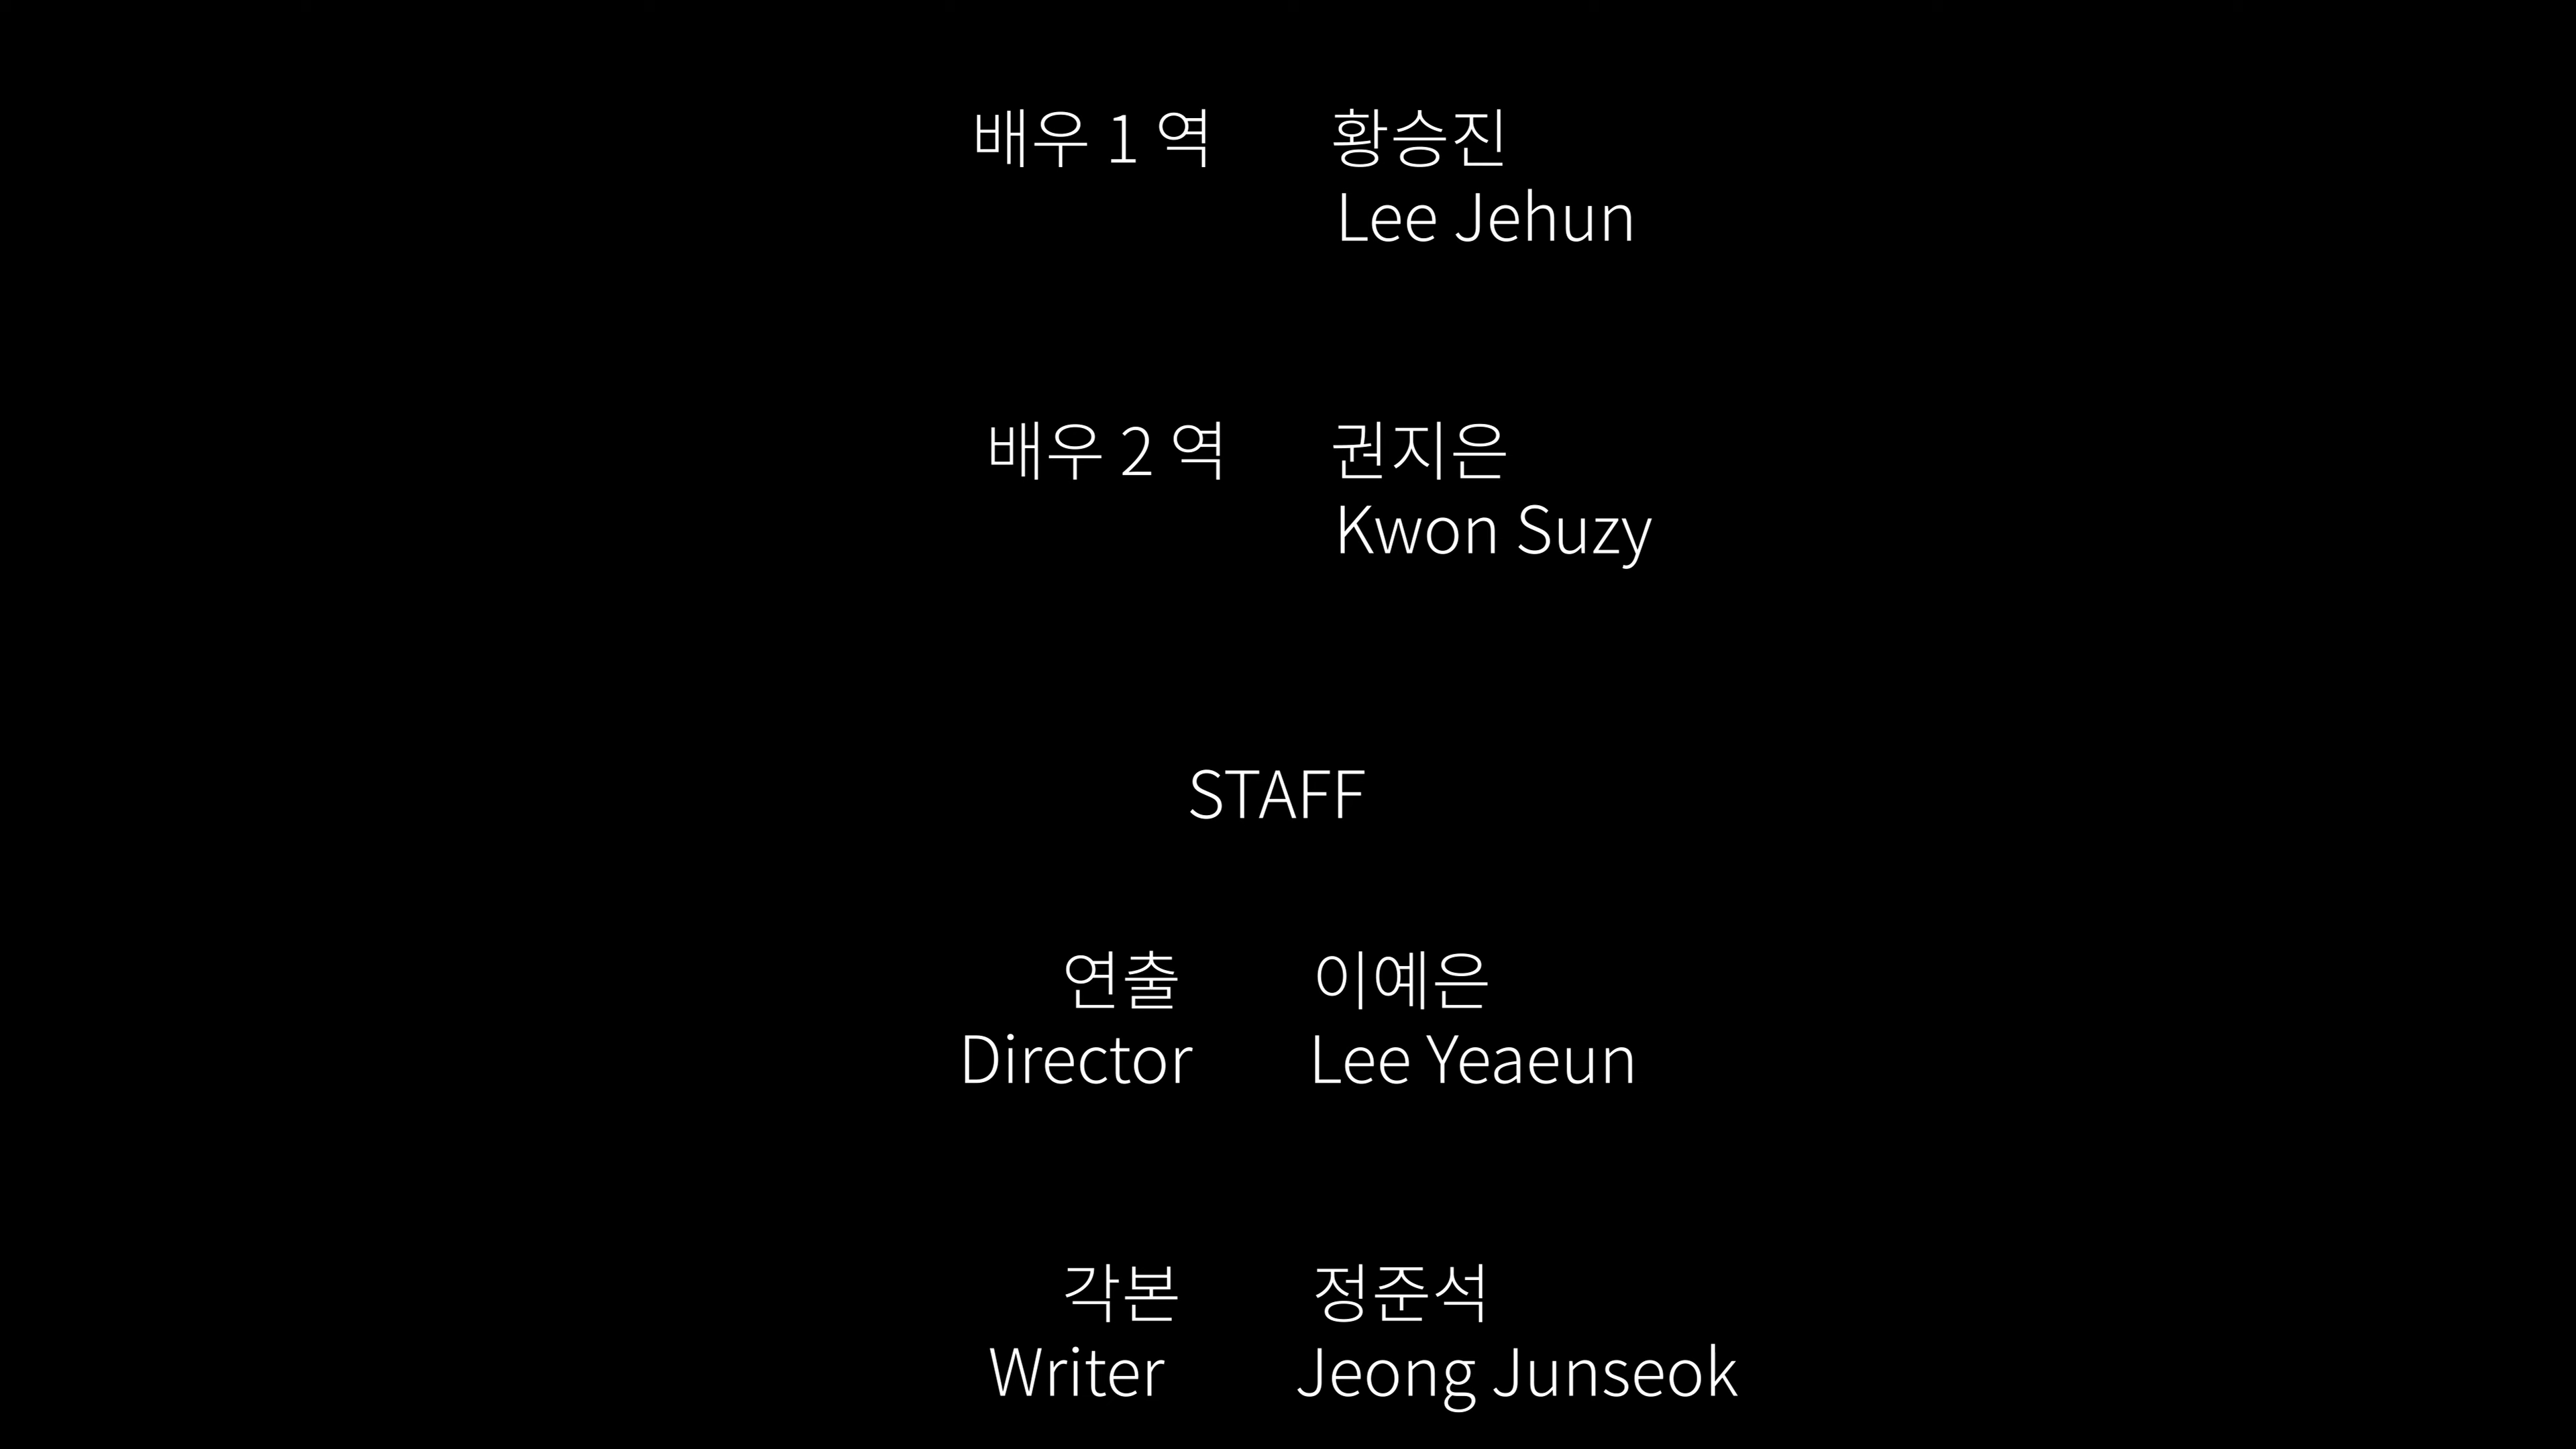 배우 1 역 황승진
Lee Jehun
배우 2 역 권지은
Kwon Suzy
STAFF
연출 이예은
Director Lee Yeaeun
각본 정준석
Writer Jeong Junseok